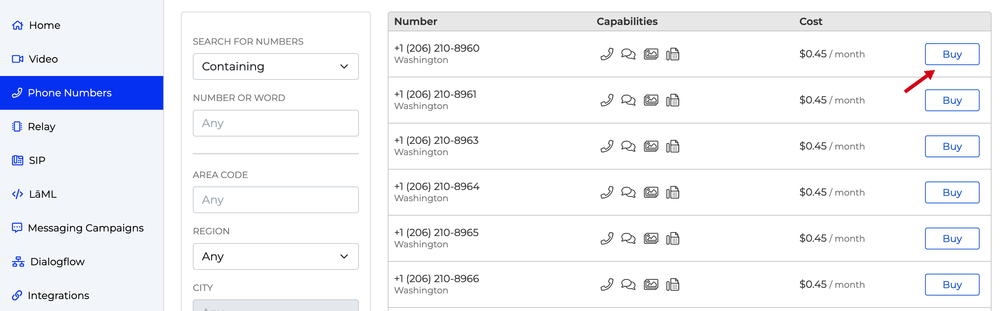 Home
Video
Phone Numbers
Relay
SIP
LāML
Messaging Campaigns
Dialogflow
Integrations
SEARCH FOR NUMBERS
Containing
NUMBER OR WORD
Any
AREA CODE
Any
REGION
Any
CITY
Number Capabilities Cost
+1 (206) 210-8960 $0.45 / month Buy
Washington
+1 (206) 210-8961 $0.45 / month Buy
Washington
+1 (206) 210-8963 $0.45 / month Buy
Washington
+1 (206) 210-8964 $0.45 / month Buy
Washington
+1 (206) 210-8965 $0.45 / month Buy
Washington
+1 (206) 210-8966 $0.45 / month Buy
Washington